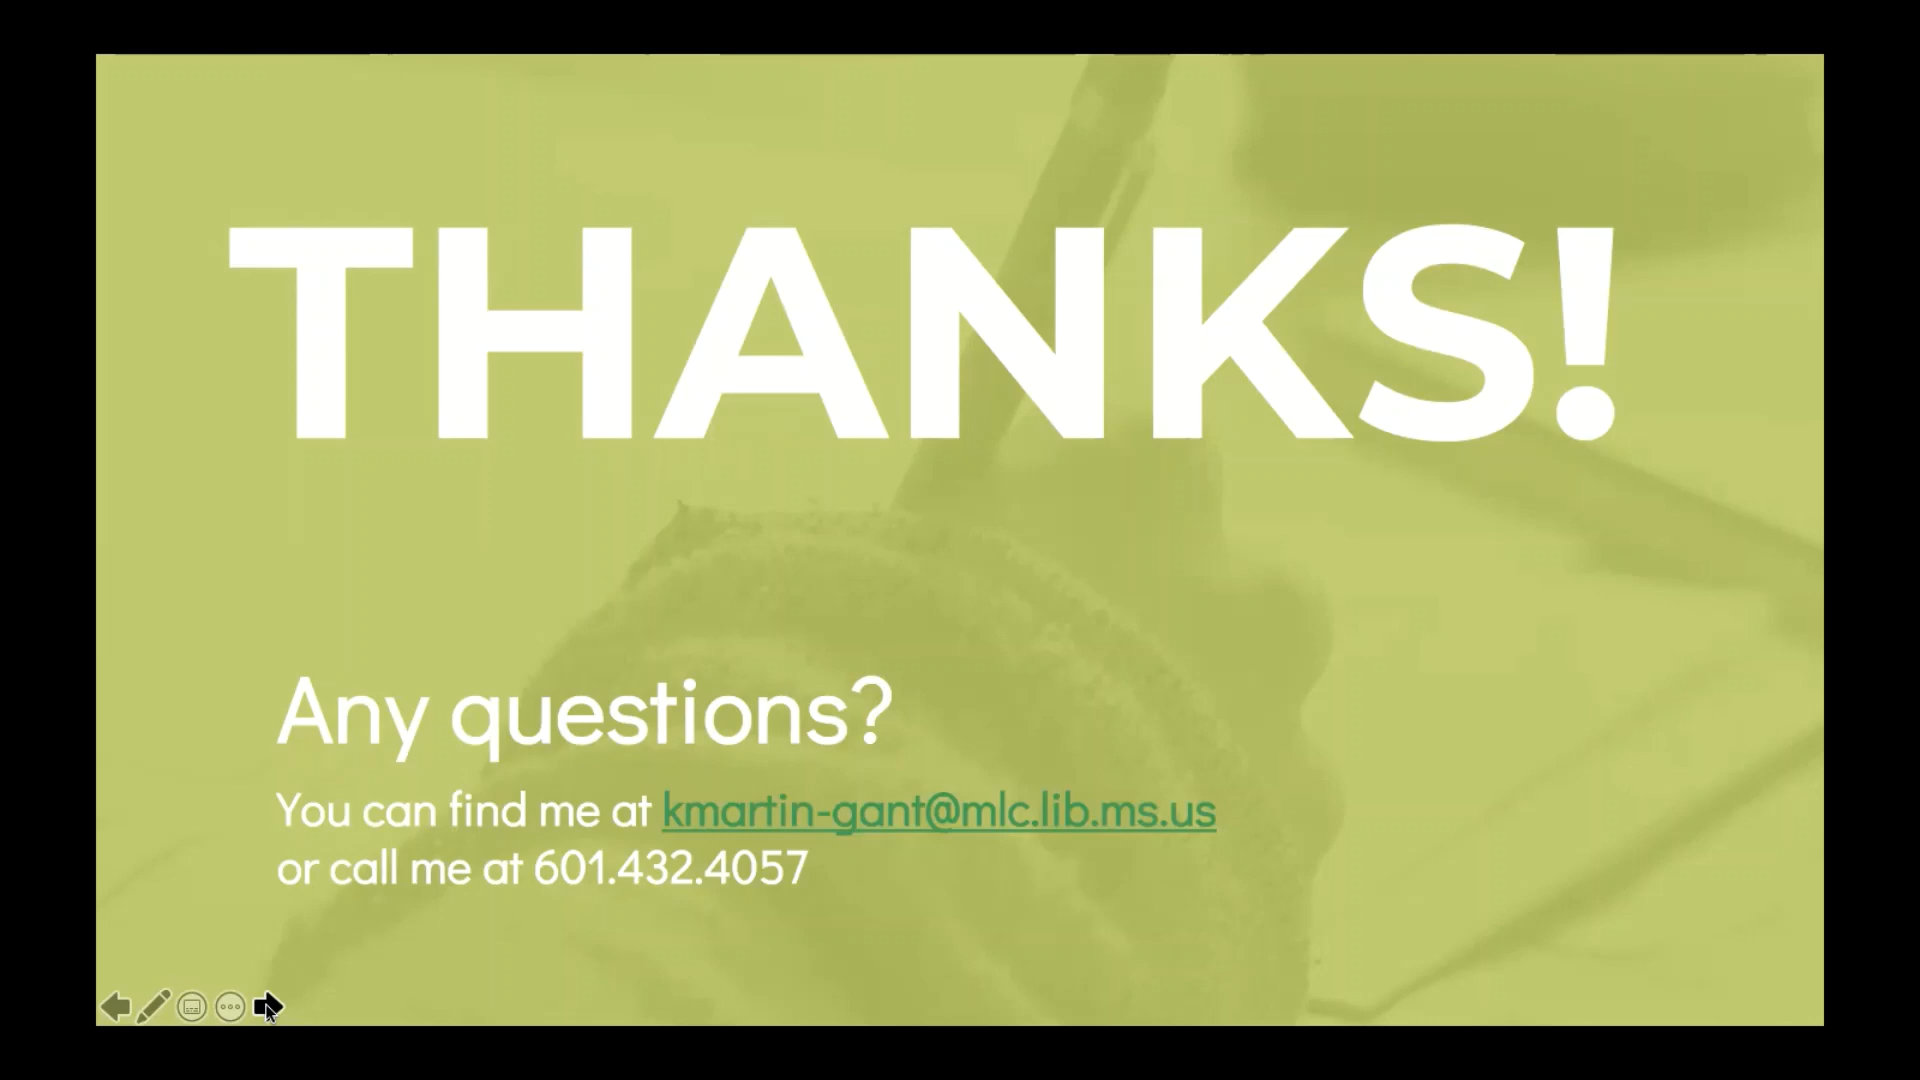 THANKS!
Any questions?
You can find me at kmartin-gant@mlc.lib.ms.us
or call me at 601.432.4057